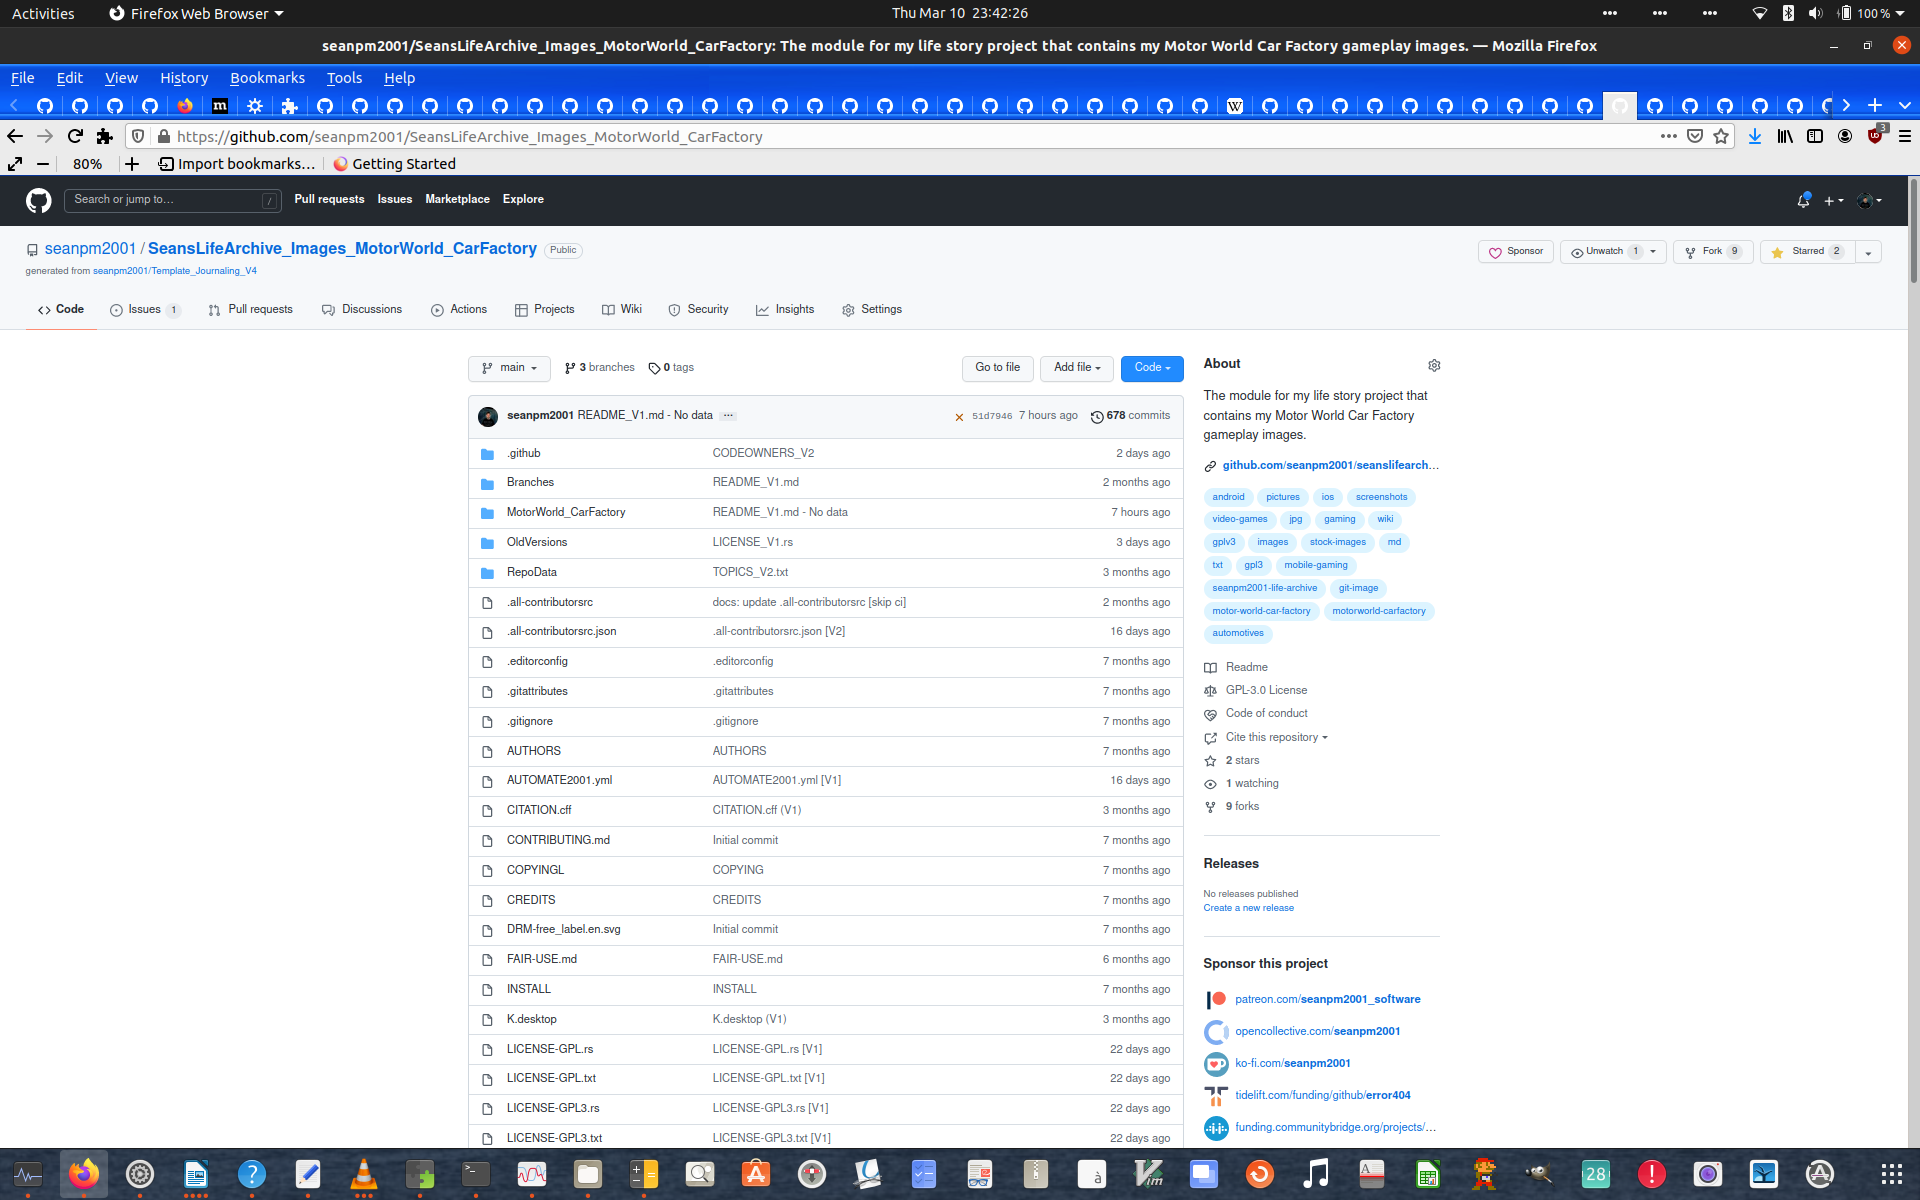 Activities Firefox Web Browser Thu Mar 10 23:42:26 100 %
seanpm2001/SeansLifeArchive_Images_MotorWorld_CarFactory: The module for my life story project that contains my Motor World Car Factory gameplay images. — Mozilla Firefox
File Edit View History Bookmarks Tools Help
https://github.com/seanpm2001/SeansLifeArchive_Images_MotorWorld_CarFactory 3
80% Import bookmarks... Getting Started
Search or jump to... / Pull requests Issues Marketplace Explore
seanpm2001 / SeansLifeArchive_Images_MotorWorld_CarFactory Public Sponsor Unwatch 1 Fork 9 Starred 2
generated from seanpm2001/Template_Journaling_V4
Code Issues 1 Pull requests Discussions Actions Projects Wiki Security Insights Settings
main 3 branches 0 tags Go to file Add file Code
seanpm2001 README_V1.md - No data ... 51d7946 7 hours ago 678 commits
.github CODEOWNERS_V2 2 days ago
Branches README_V1.md 2 months ago
MotorWorld_CarFactory README_V1.md - No data 7 hours ago
OldVersions LICENSE_V1.rs 3 days ago
RepoData TOPICS_V2.txt 3 months ago
.all-contributorsrc docs: update .all-contributorsrc [skip ci] 2 months ago
.all-contributorsrc.json .all-contributorsrc.json [V2] 16 days ago
.editorconfig .editorconfig 7 months ago
.gitattributes .gitattributes 7 months ago
.gitignore .gitignore 7 months ago
AUTHORS AUTHORS 7 months ago
AUTOMATE2001.yml AUTOMATE2001.yml [V1] 16 days ago
CITATION.cff CITATION.cff (V1) 3 months ago
CONTRIBUTING.md Initial commit 7 months ago
COPYINGL COPYING 7 months ago
CREDITS CREDITS 7 months ago
DRM-free_label.en.svg Initial commit 7 months ago
FAIR-USE.md FAIR-USE.md 6 months ago
INSTALL INSTALL 7 months ago
K.desktop K.desktop (V1) 3 months ago
LICENSE-GPL.rs LICENSE-GPL.rs [V1] 22 days ago
LICENSE-GPL.txt LICENSE-GPL.txt [V1] 22 days ago
LICENSE-GPL3.rs LICENSE-GPL3.rs [V1] 22 days ago
LICENSE-GPL3.txt LICENSE-GPL3.txt [V1] 22 days ago
About
The module for my life story project that
contains my Motor World Car Factory
gameplay images.
github.com/seanpm2001/seanslifearch...
android pictures ios screenshots
video-games jpg gaming wiki
gplv3 images stock-images md
txt gpl3 mobile-gaming
seanpm2001-life-archive git-image
motor-world-car-factory motorworld-carfactory
automotives
Readme
GPL-3.0 License
Code of conduct
Cite this repository
2 stars
1 watching
9 forks
Releases
No releases published
Create a new release
Sponsor this project
patreon.com/seanpm2001_software
opencollective.com/seanpm2001
ko-fi.com/seanpm2001
tidelift.com/funding/github/error404
funding.communitybridge.org/projects/...
28